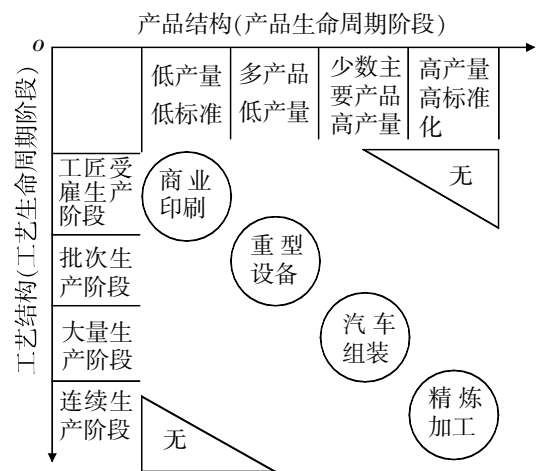 产品结构(产品生命周期阶段)
o
低产量
低标准
多产品
低产量
少数主
要产品
高产量
高产量
高标准
化
工艺结构(工艺生命周期阶段)
工匠受
雇生产
阶段
商业
印刷
无
批次生
产阶段
重型
设备
大量生
产阶段
汽车
组装
连续生
产阶段
无
精炼
加工